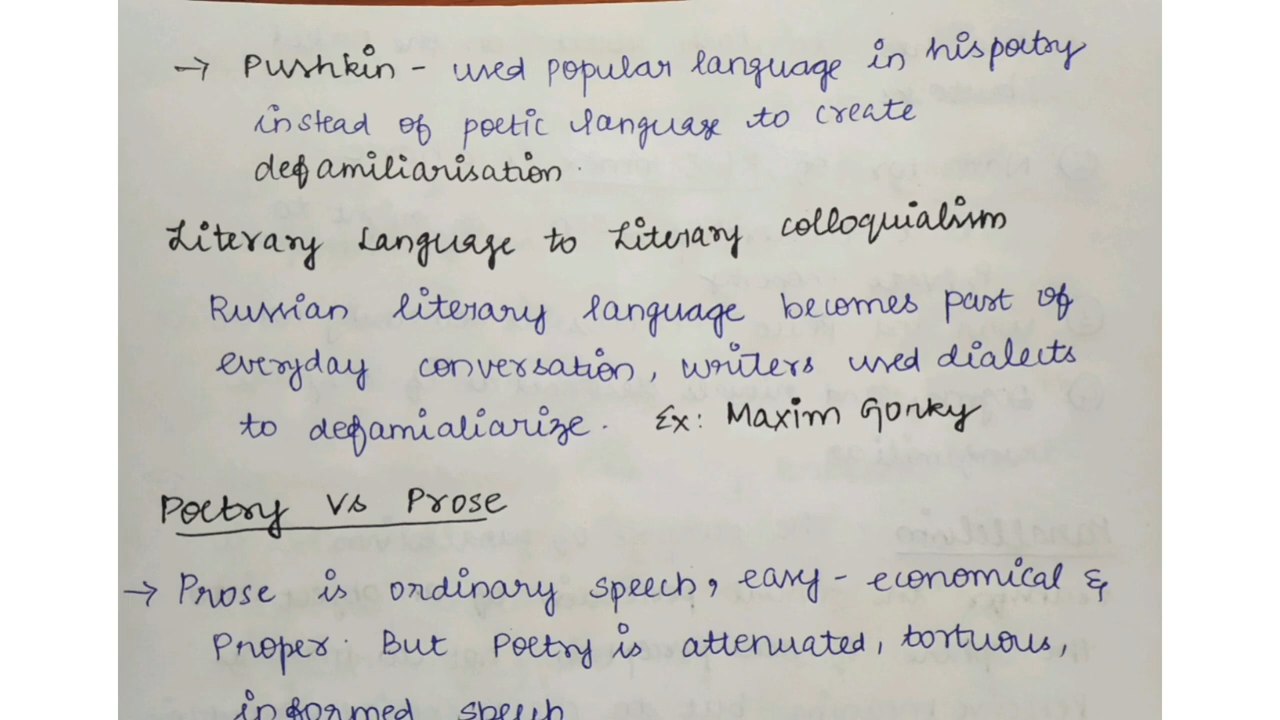 → Pushkin - used popular language in his poetry
instead of poetic language to create
defamiliarisation.
Literary Language to Literary colloquialism
Russian literary language becomes part of
everyday conversation, writers used dialects
to defamialiarize. Ex: Maxim Gorky
Poetry Vs Prose
→ Prose is ordinary speech, easy - economical &
Proper. But Poetry is attenuated, tortuous,
informed speech